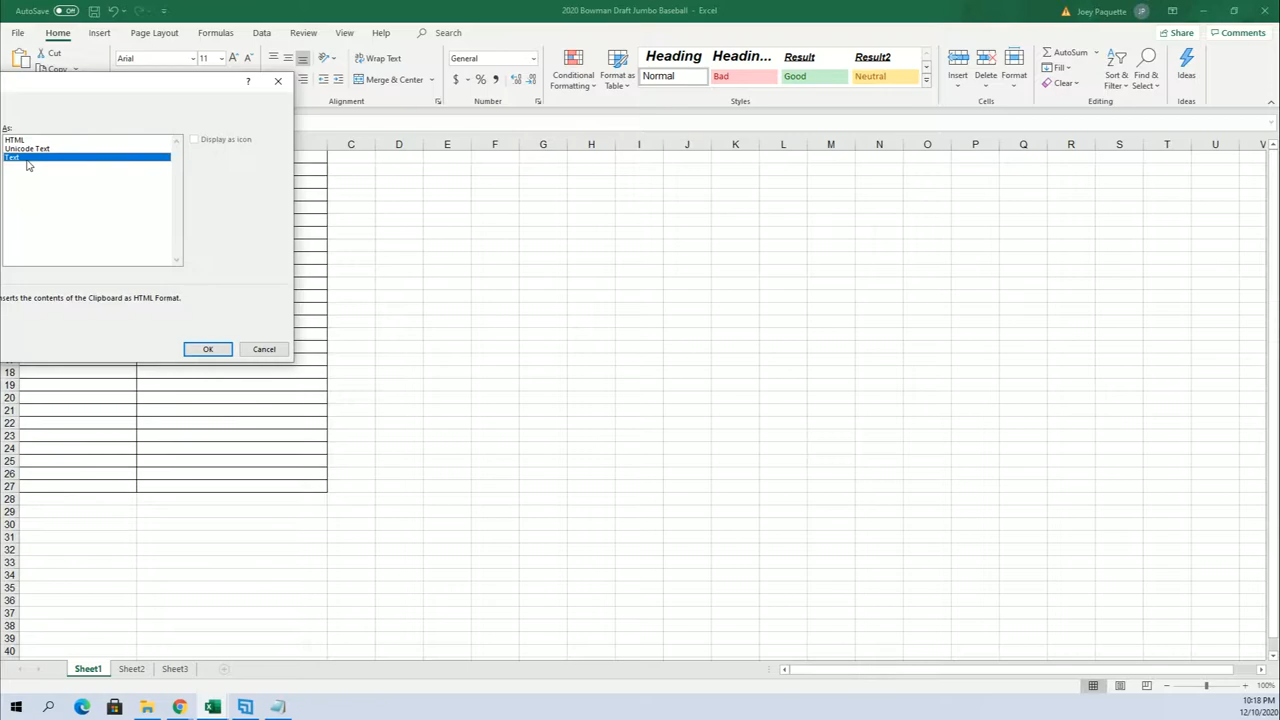 AutoSave Off
2020 Bowman Draft Jumbo Baseball - Excel
Joey Paquette JP
File Home Insert Page Layout Formulas Data Review View Help Search
Share Comments
Cut
Copy
Arial 11
Wrap Text
General
Merge & Center
$ % ,
Conditional Formatting
Format as Table
Heading Headin... Result Result2
Normal Bad Good Neutral
Insert Delete Format
AutoSum
Fill
Clear
Sort & Filter
Find & Select
Ideas
Alignment Number Styles Cells Editing Ideas
As:
HTML
Unicode Text
Text
Display as icon
nserts the contents of the Clipboard as HTML Format.
OK Cancel
C D E F G H I J K L M N O P Q R S T U V
18
19
20
21
22
23
24
25
26
27
28
29
30
31
32
33
34
35
36
37
38
39
40
Sheet1 Sheet2 Sheet3
100%
10:18 PM
12/10/2020